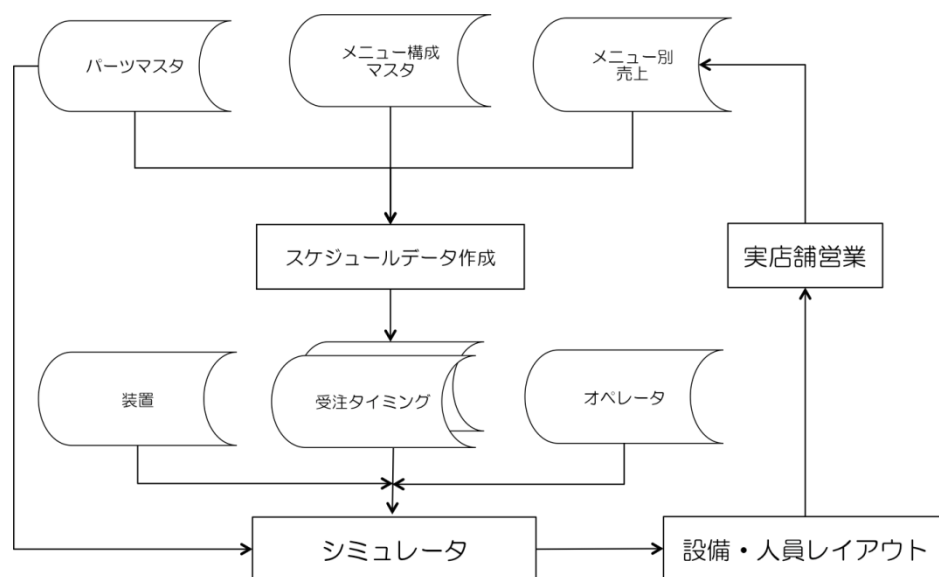 パーツマスタ
メニュー構成
マスタ
メニュー別
売上
スケジュールデータ作成
実店舗営業
装置
受注タイミング
オペレータ
シミュレータ
設備・人員レイアウト